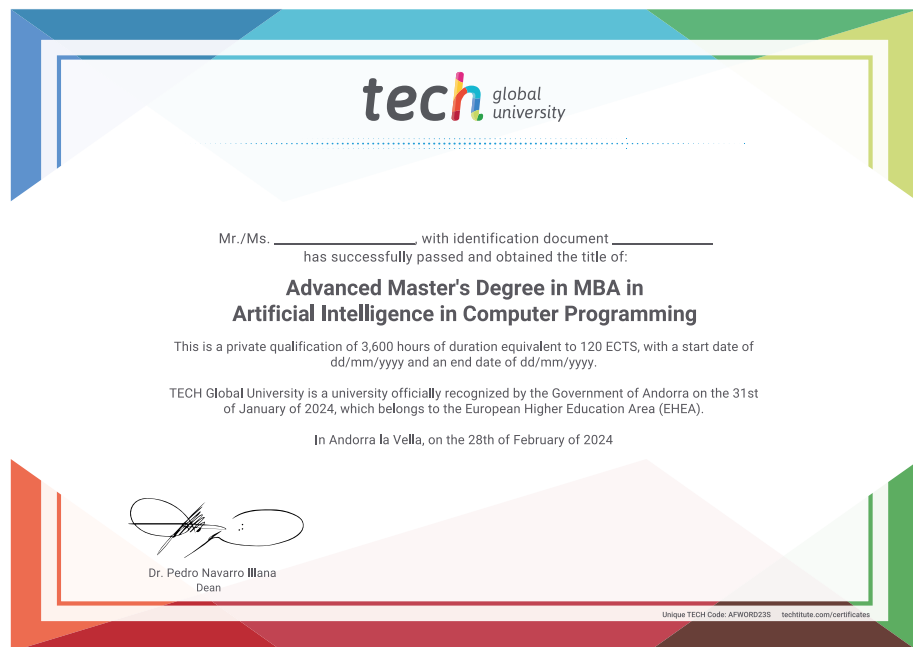 tech global
university
Mr./Ms. ________________, with identification document ____________
has successfully passed and obtained the title of:
Advanced Master's Degree in MBA in
Artificial Intelligence in Computer Programming
This is a private qualification of 3,600 hours of duration equivalent to 120 ECTS, with a start date of
dd/mm/yyyy and an end date of dd/mm/yyyy.
TECH Global University is a university officially recognized by the Government of Andorra on the 31st
of January of 2024, which belongs to the European Higher Education Area (EHEA).
In Andorra la Vella, on the 28th of February of 2024
Dr. Pedro Navarro Illana
Dean
Unique TECH Code: AFWORD23S techtitute.com/certificates